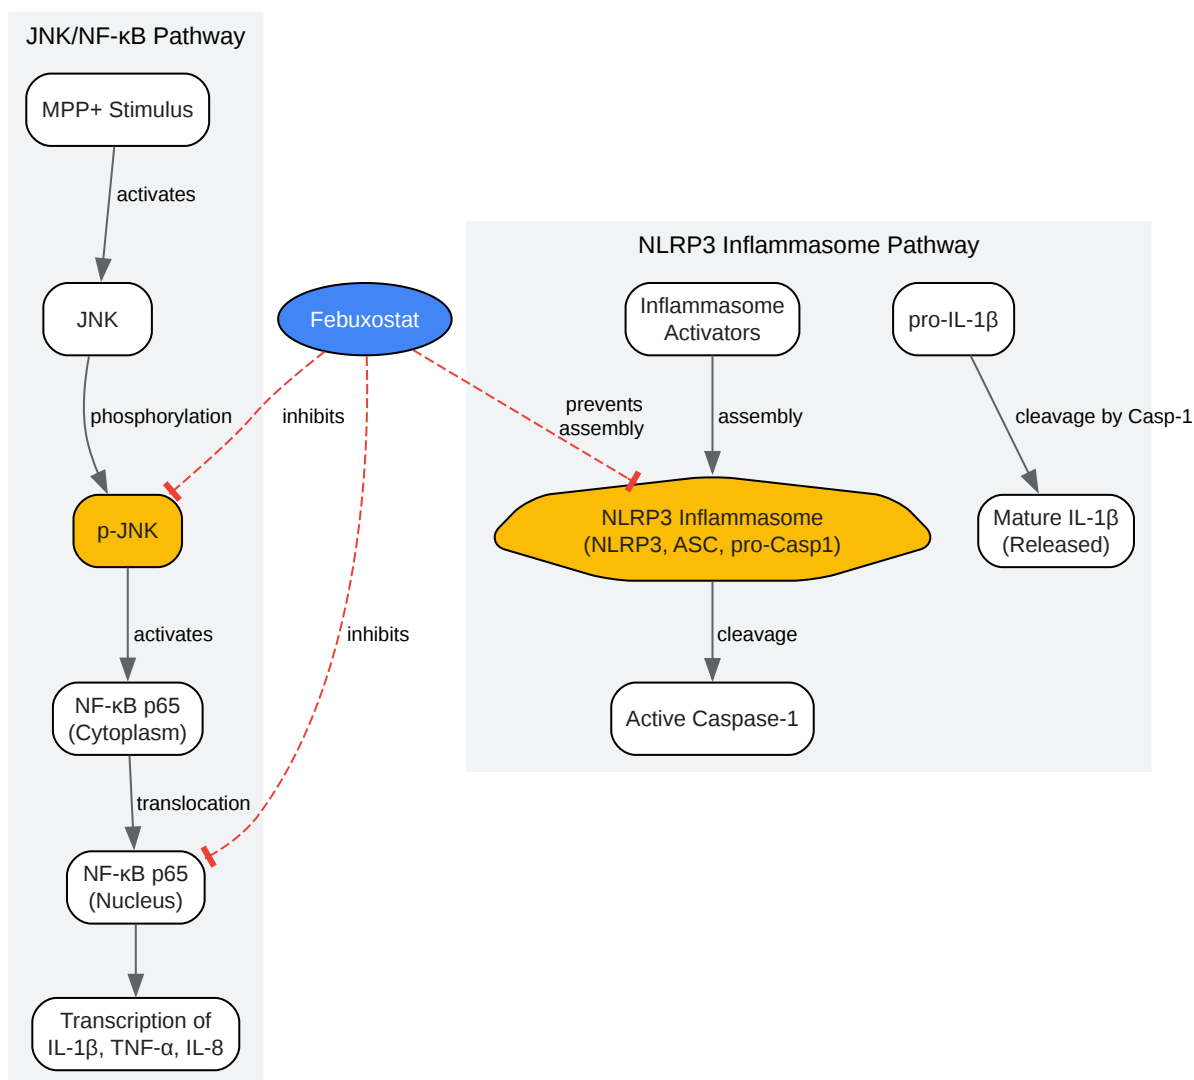 JNK/NF-κB Pathway
MPP+ Stimulus
activates
JNK
phosphorylation
p-JNK
activates
NF-κB p65
(Cytoplasm)
translocation
NF-κB p65
(Nucleus)
Transcription of
IL-1β, TNF-α, IL-8
Febuxostat
inhibits
inhibits
prevents
assembly
NLRP3 Inflammasome Pathway
Inflammasome
Activators
assembly
NLRP3 Inflammasome
(NLRP3, ASC, pro-Casp1)
cleavage
Active Caspase-1
pro-IL-1β
cleavage by Casp-1
Mature IL-1β
(Released)